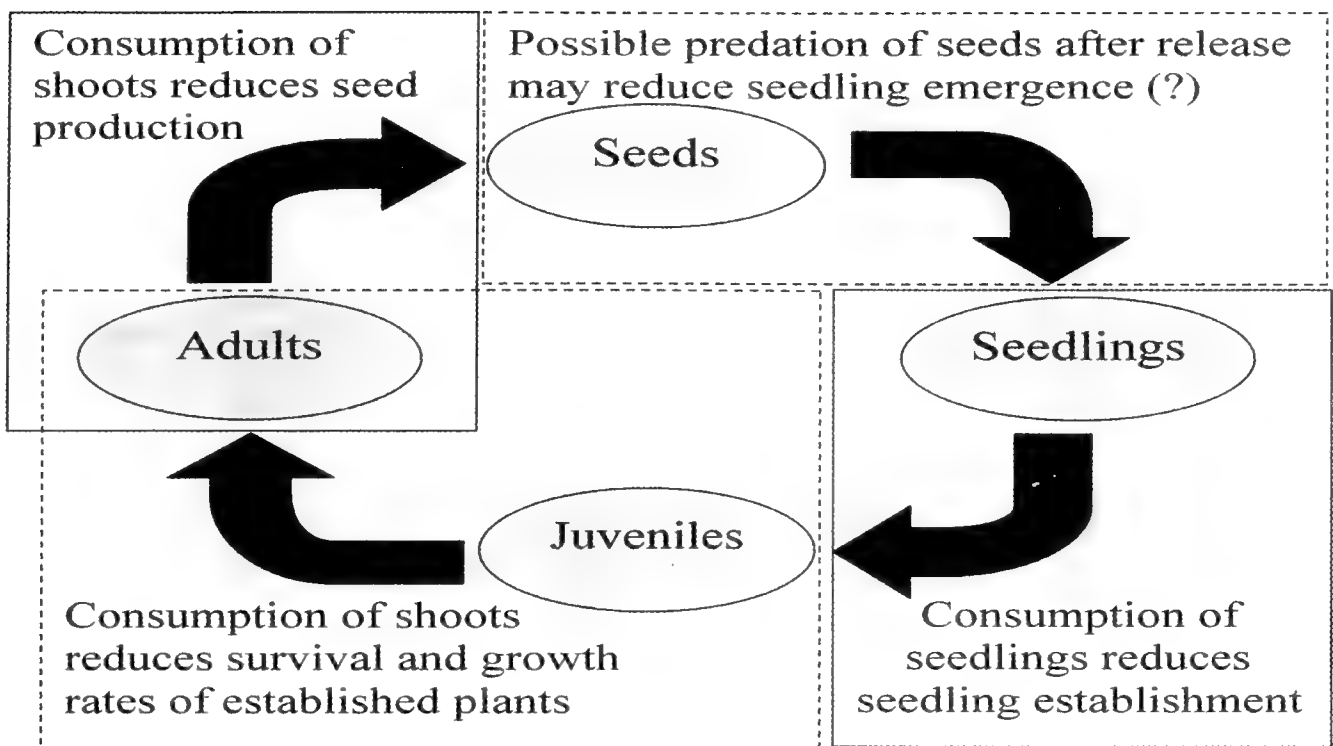 Consumption of
shoots reduces seed
production
Possible predation of seeds after release
may reduce seedling emergence (?)
Seeds
Adults
Seedlings
Juveniles
Consumption of shoots
reduces survival and growth
rates of established plants
Consumption of
seedlings reduces
seedling establishment